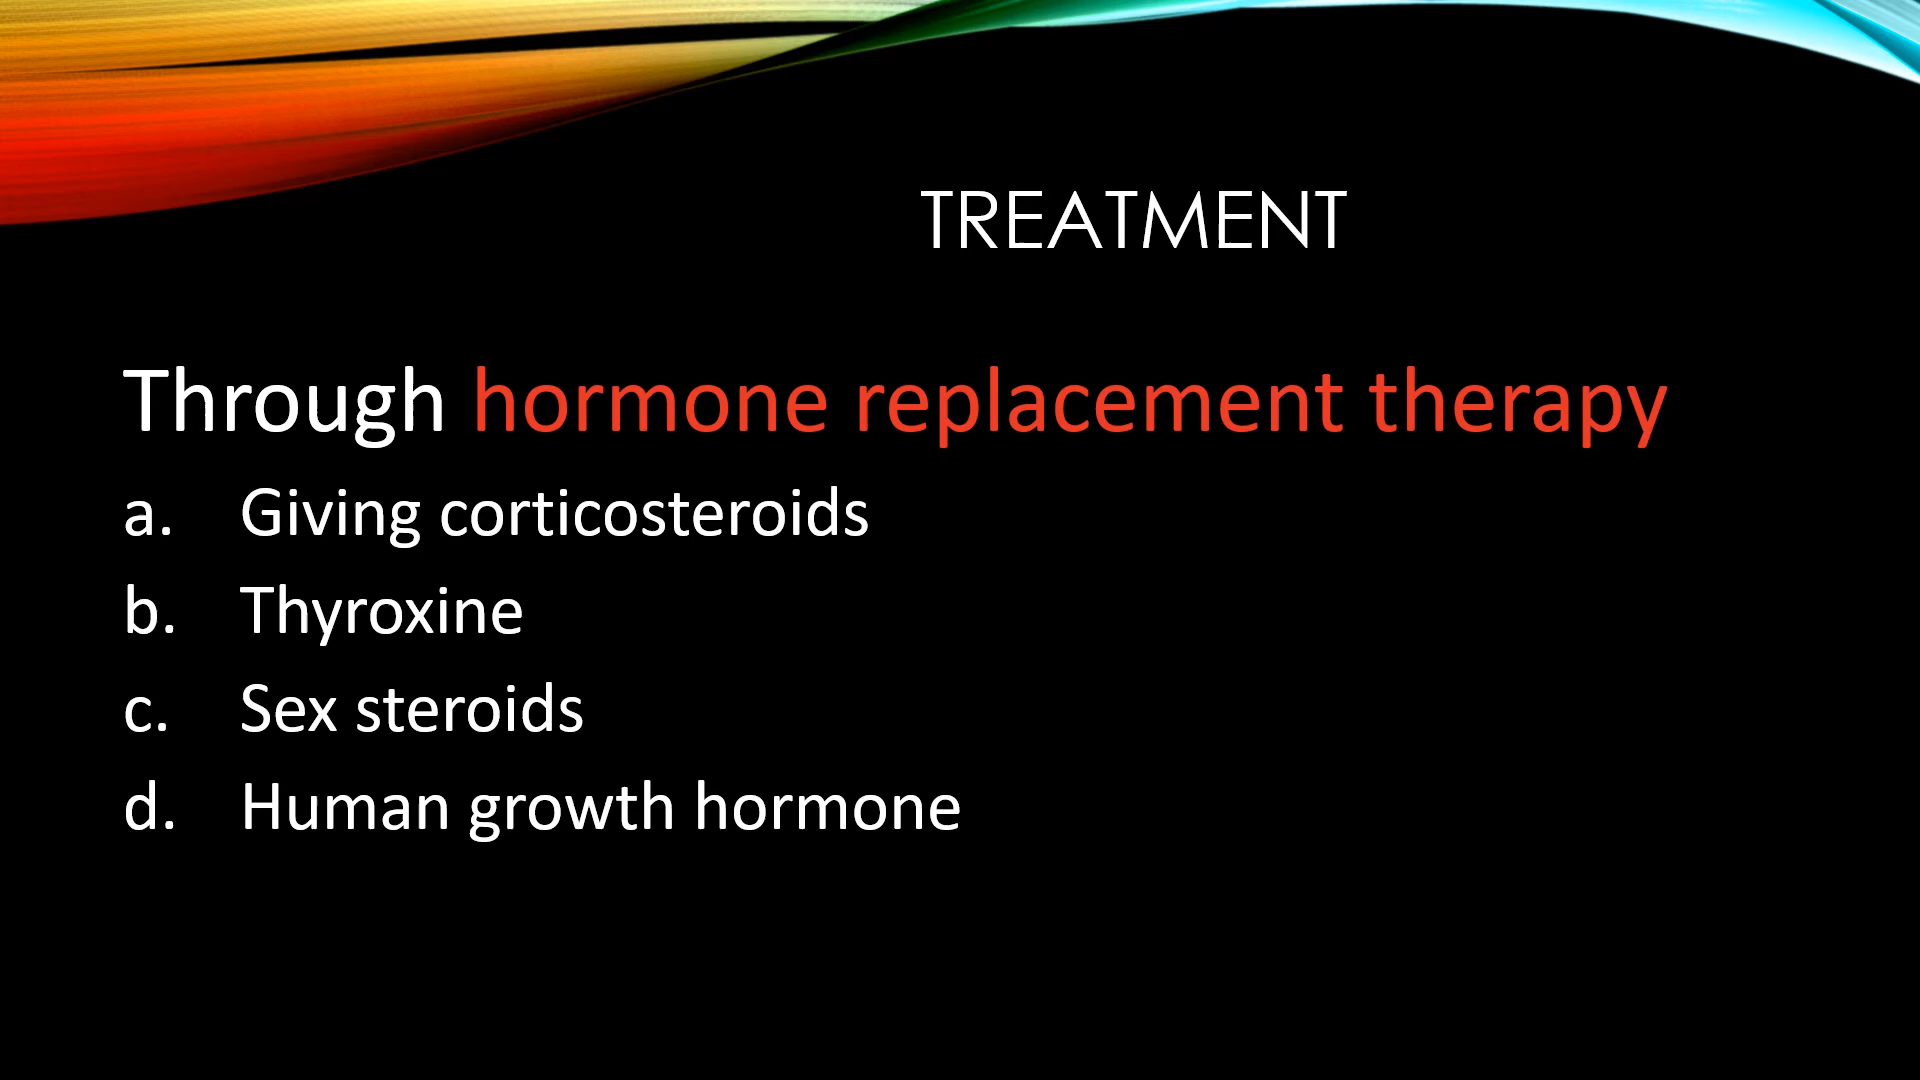 TREATMENT
Through hormone replacement therapy
a. Giving corticosteroids
b. Thyroxine
c. Sex steroids
d. Human growth hormone